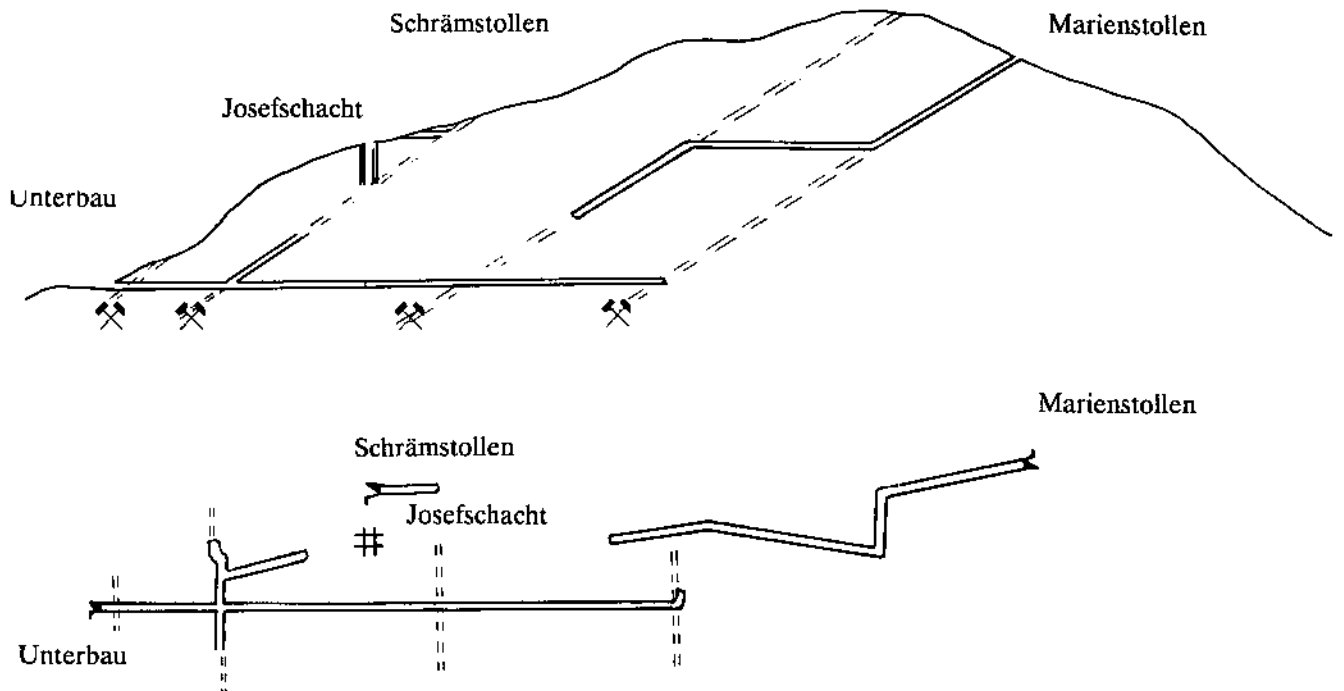 Schrämstollen
Marienstollen
Josefschacht
Unterbau
Marienstollen
Schrämstollen
Josefschacht
Unterbau